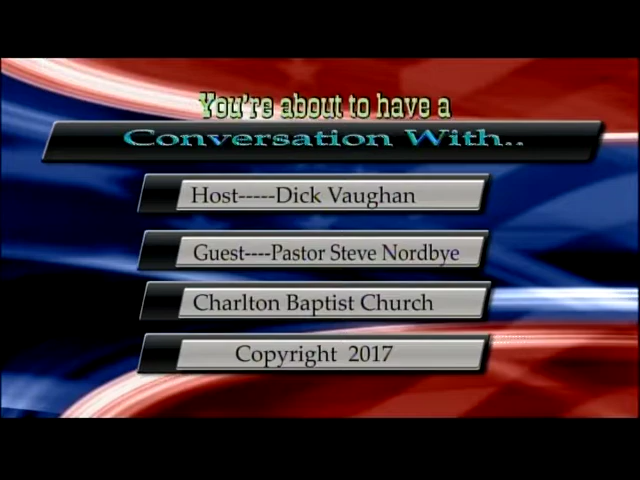 You're about to have a
Conversation With..
Host-----Dick Vaughan
Guest----Pastor Steve Nordbye
Charlton Baptist Church
Copyright 2017